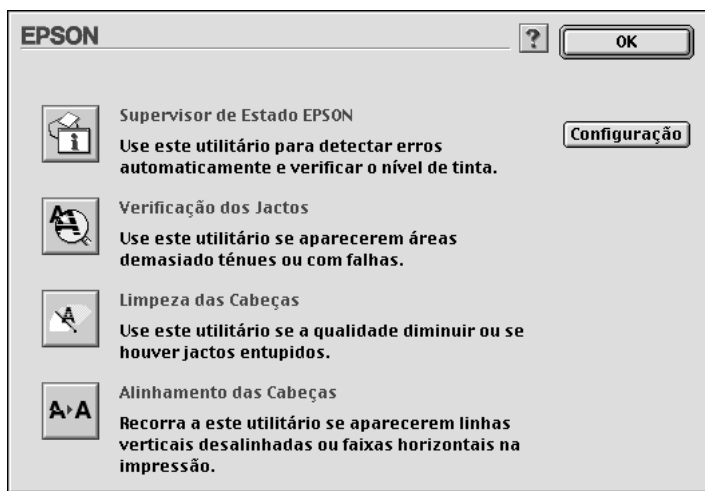 EPSON
?
OK
Supervisor de Estado EPSON
Configuração
Use este utilitário para detectar erros
automaticamente e verificar o nível de tinta.
Verificação dos Jactos
Use este utilitário se aparecerem áreas
demasiado ténues ou com falhas.
Limpeza das Cabeças
Use este utilitário se a qualidade diminuir ou se
houver jactos entupidos.
Alinhamento das Cabeças
Recorra a este utilitário se aparecerem linhas
verticais desalinhadas ou faixas horizontais na
impressão.